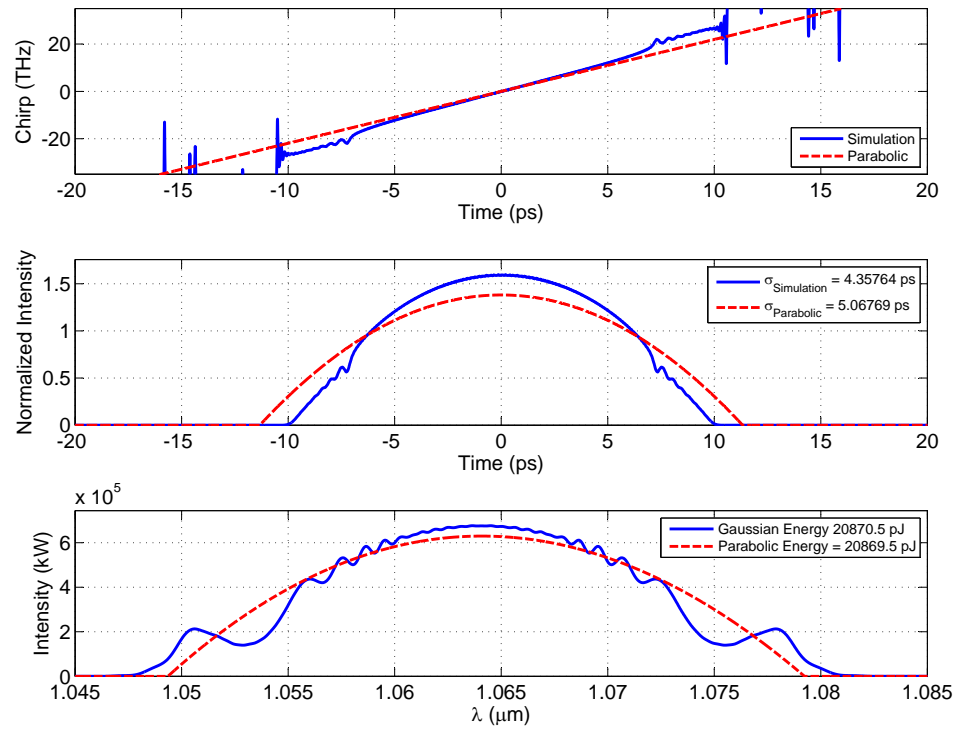 20
0
-20
Chirp (THz)
-20 -15 -10 -5 0 5 10 15 20
Time (ps)
Simulation
Parabolic
1.5
1
0.5
0
Normalized Intensity
-20 -15 -10 -5 0 5 10 15 20
Time (ps)
σSimulation = 4.35764 ps
σParabolic = 5.06769 ps
x 10^5
6
4
2
0
Intensity (kW)
1.045 1.05 1.055 1.06 1.065 1.07 1.075 1.08 1.085
λ (μm)
Gaussian Energy 20870.5 pJ
Parabolic Energy = 20869.5 pJ